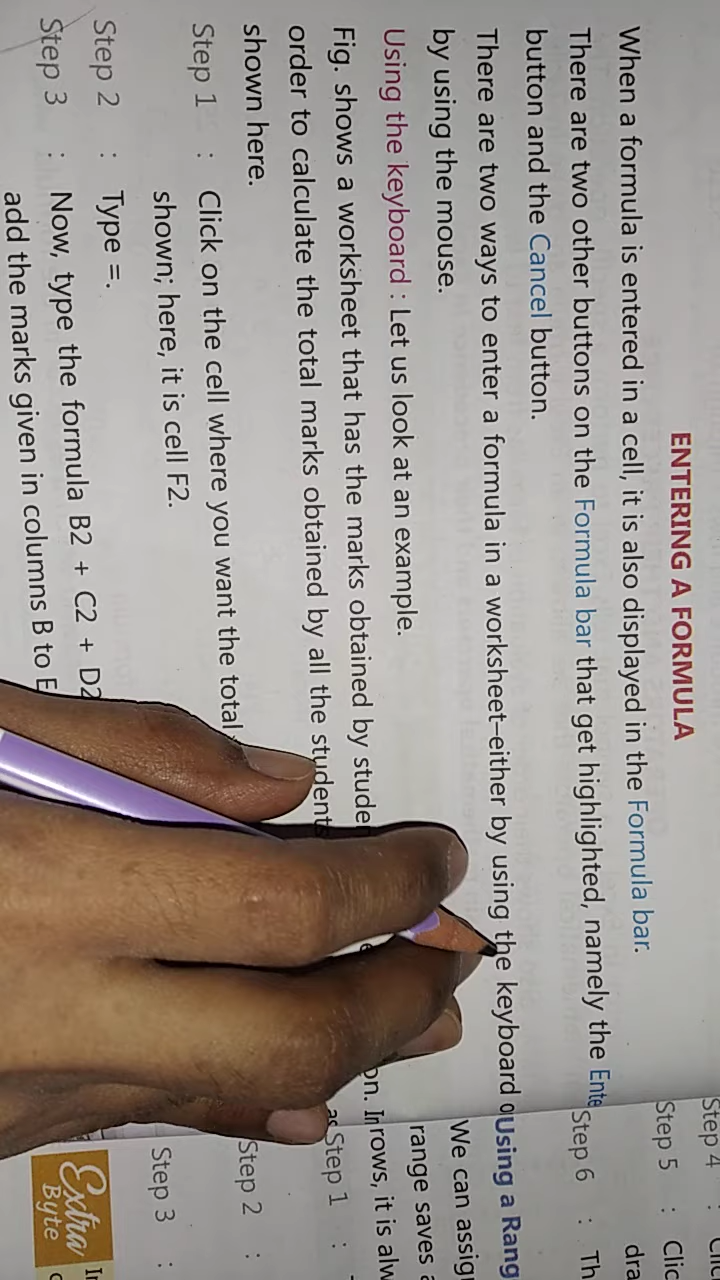 ENTERING A FORMULA
When a formula is entered in a cell, it is also displayed in the Formula bar.
There are two other buttons on the Formula bar that get highlighted, namely the
button and the Cancel button.
There are two ways to enter a formula in a worksheet–either by using the keyboard
by using the mouse.
Using the keyboard : Let us look at an example.
Fig. shows a worksheet that has the marks obtained by
order to calculate the total marks obtained by all the students
shown here.
Step 1 : Click on the cell where you want the total
shown; here, it is cell F2.
Step 2 : Type =.
Step 3 : Now, type the formula B2 + C2 + D2
add the marks given in columns B to E
Step 4 :
Step 5 :
Step 6 :
Using a
We can
range saves
rows, it is
Step 1 :
Step 2 :
Step 3 :
Extra
Byte